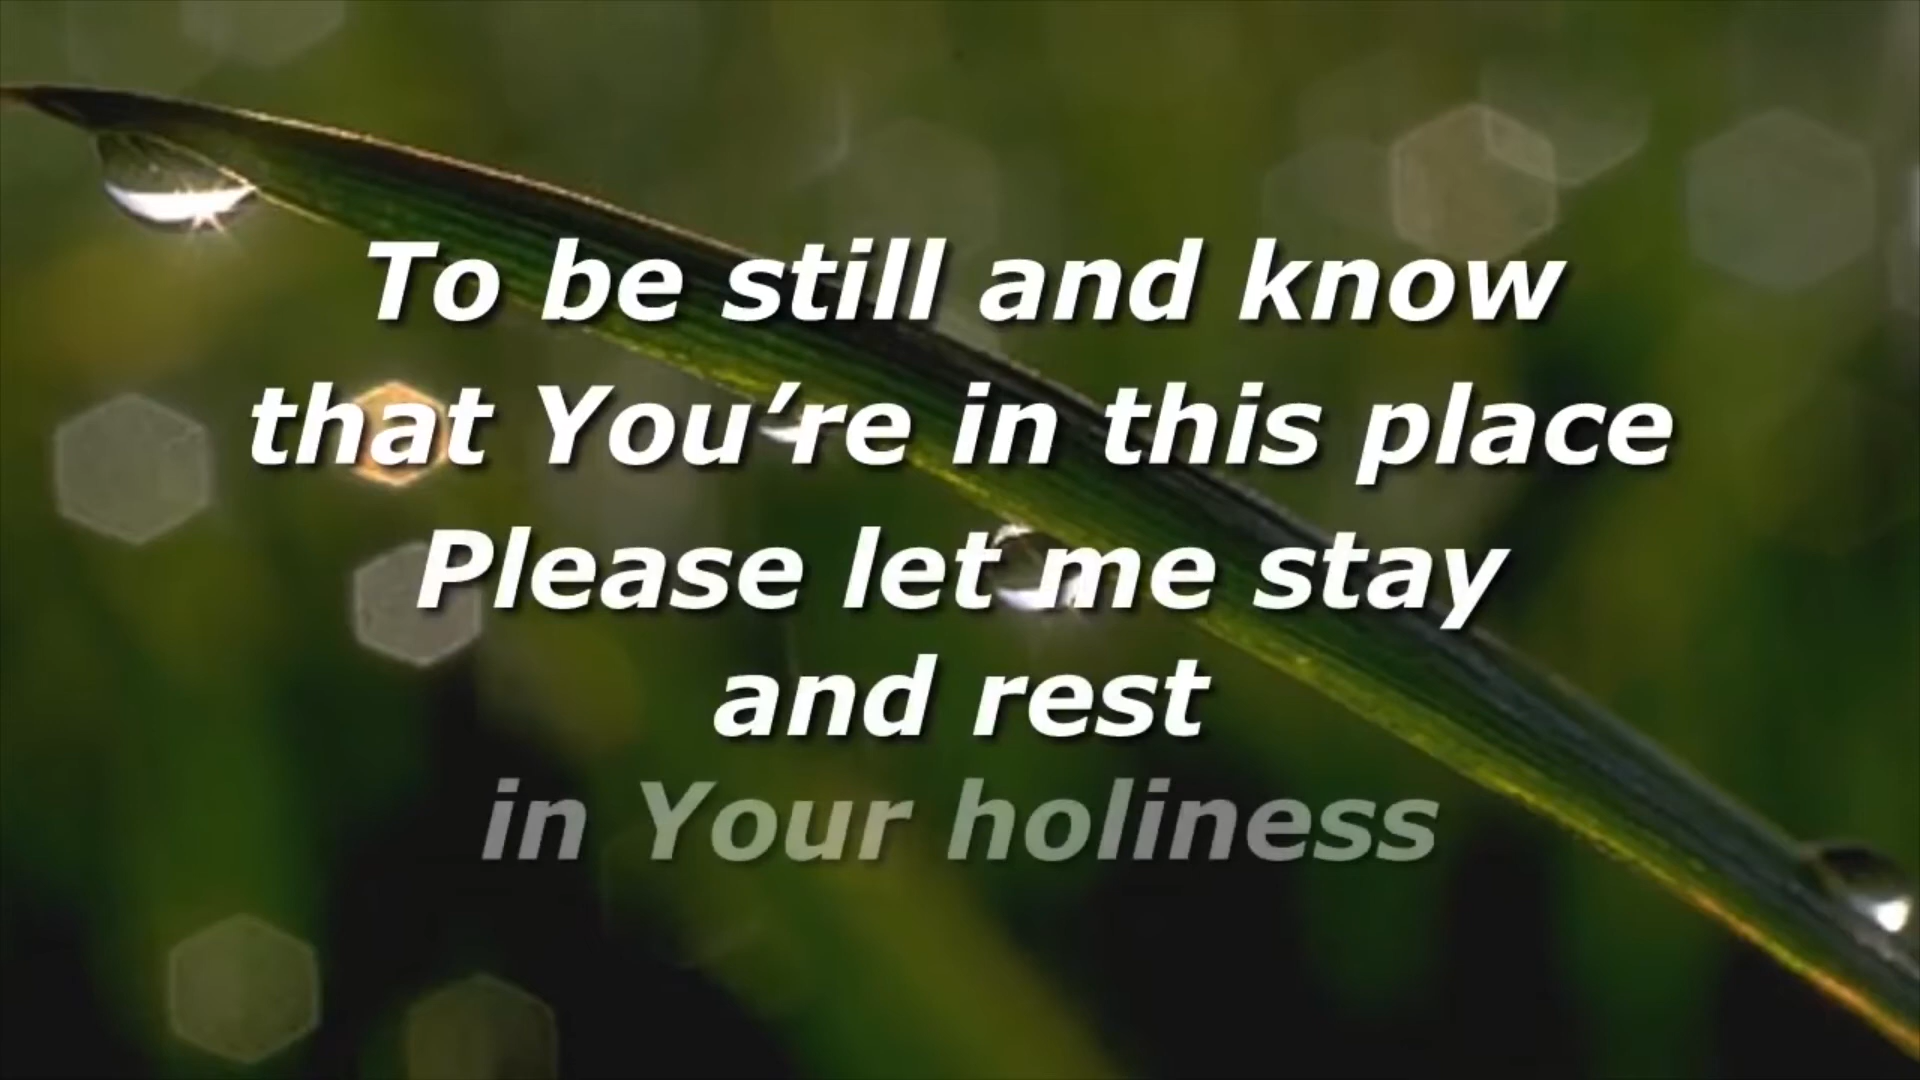 To be still and know
that You’re in this place
Please let me stay
and rest
in Your holiness